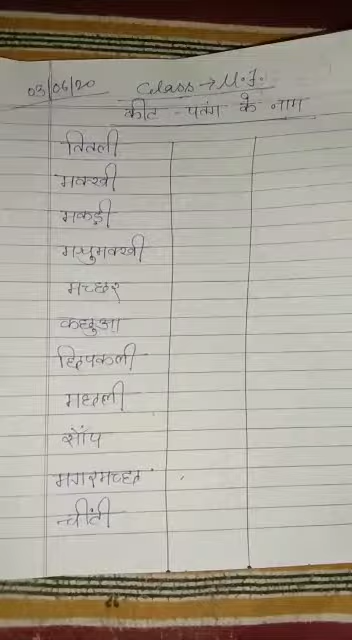 03/06/20 Class → U.I.
कीट - पतंग के नाम
तितली
मक्खी
मकड़ी
मधुमक्खी
मच्छर
कछुआ
छिपकली
मछली
साँप
मगरमच्छ
चींटी